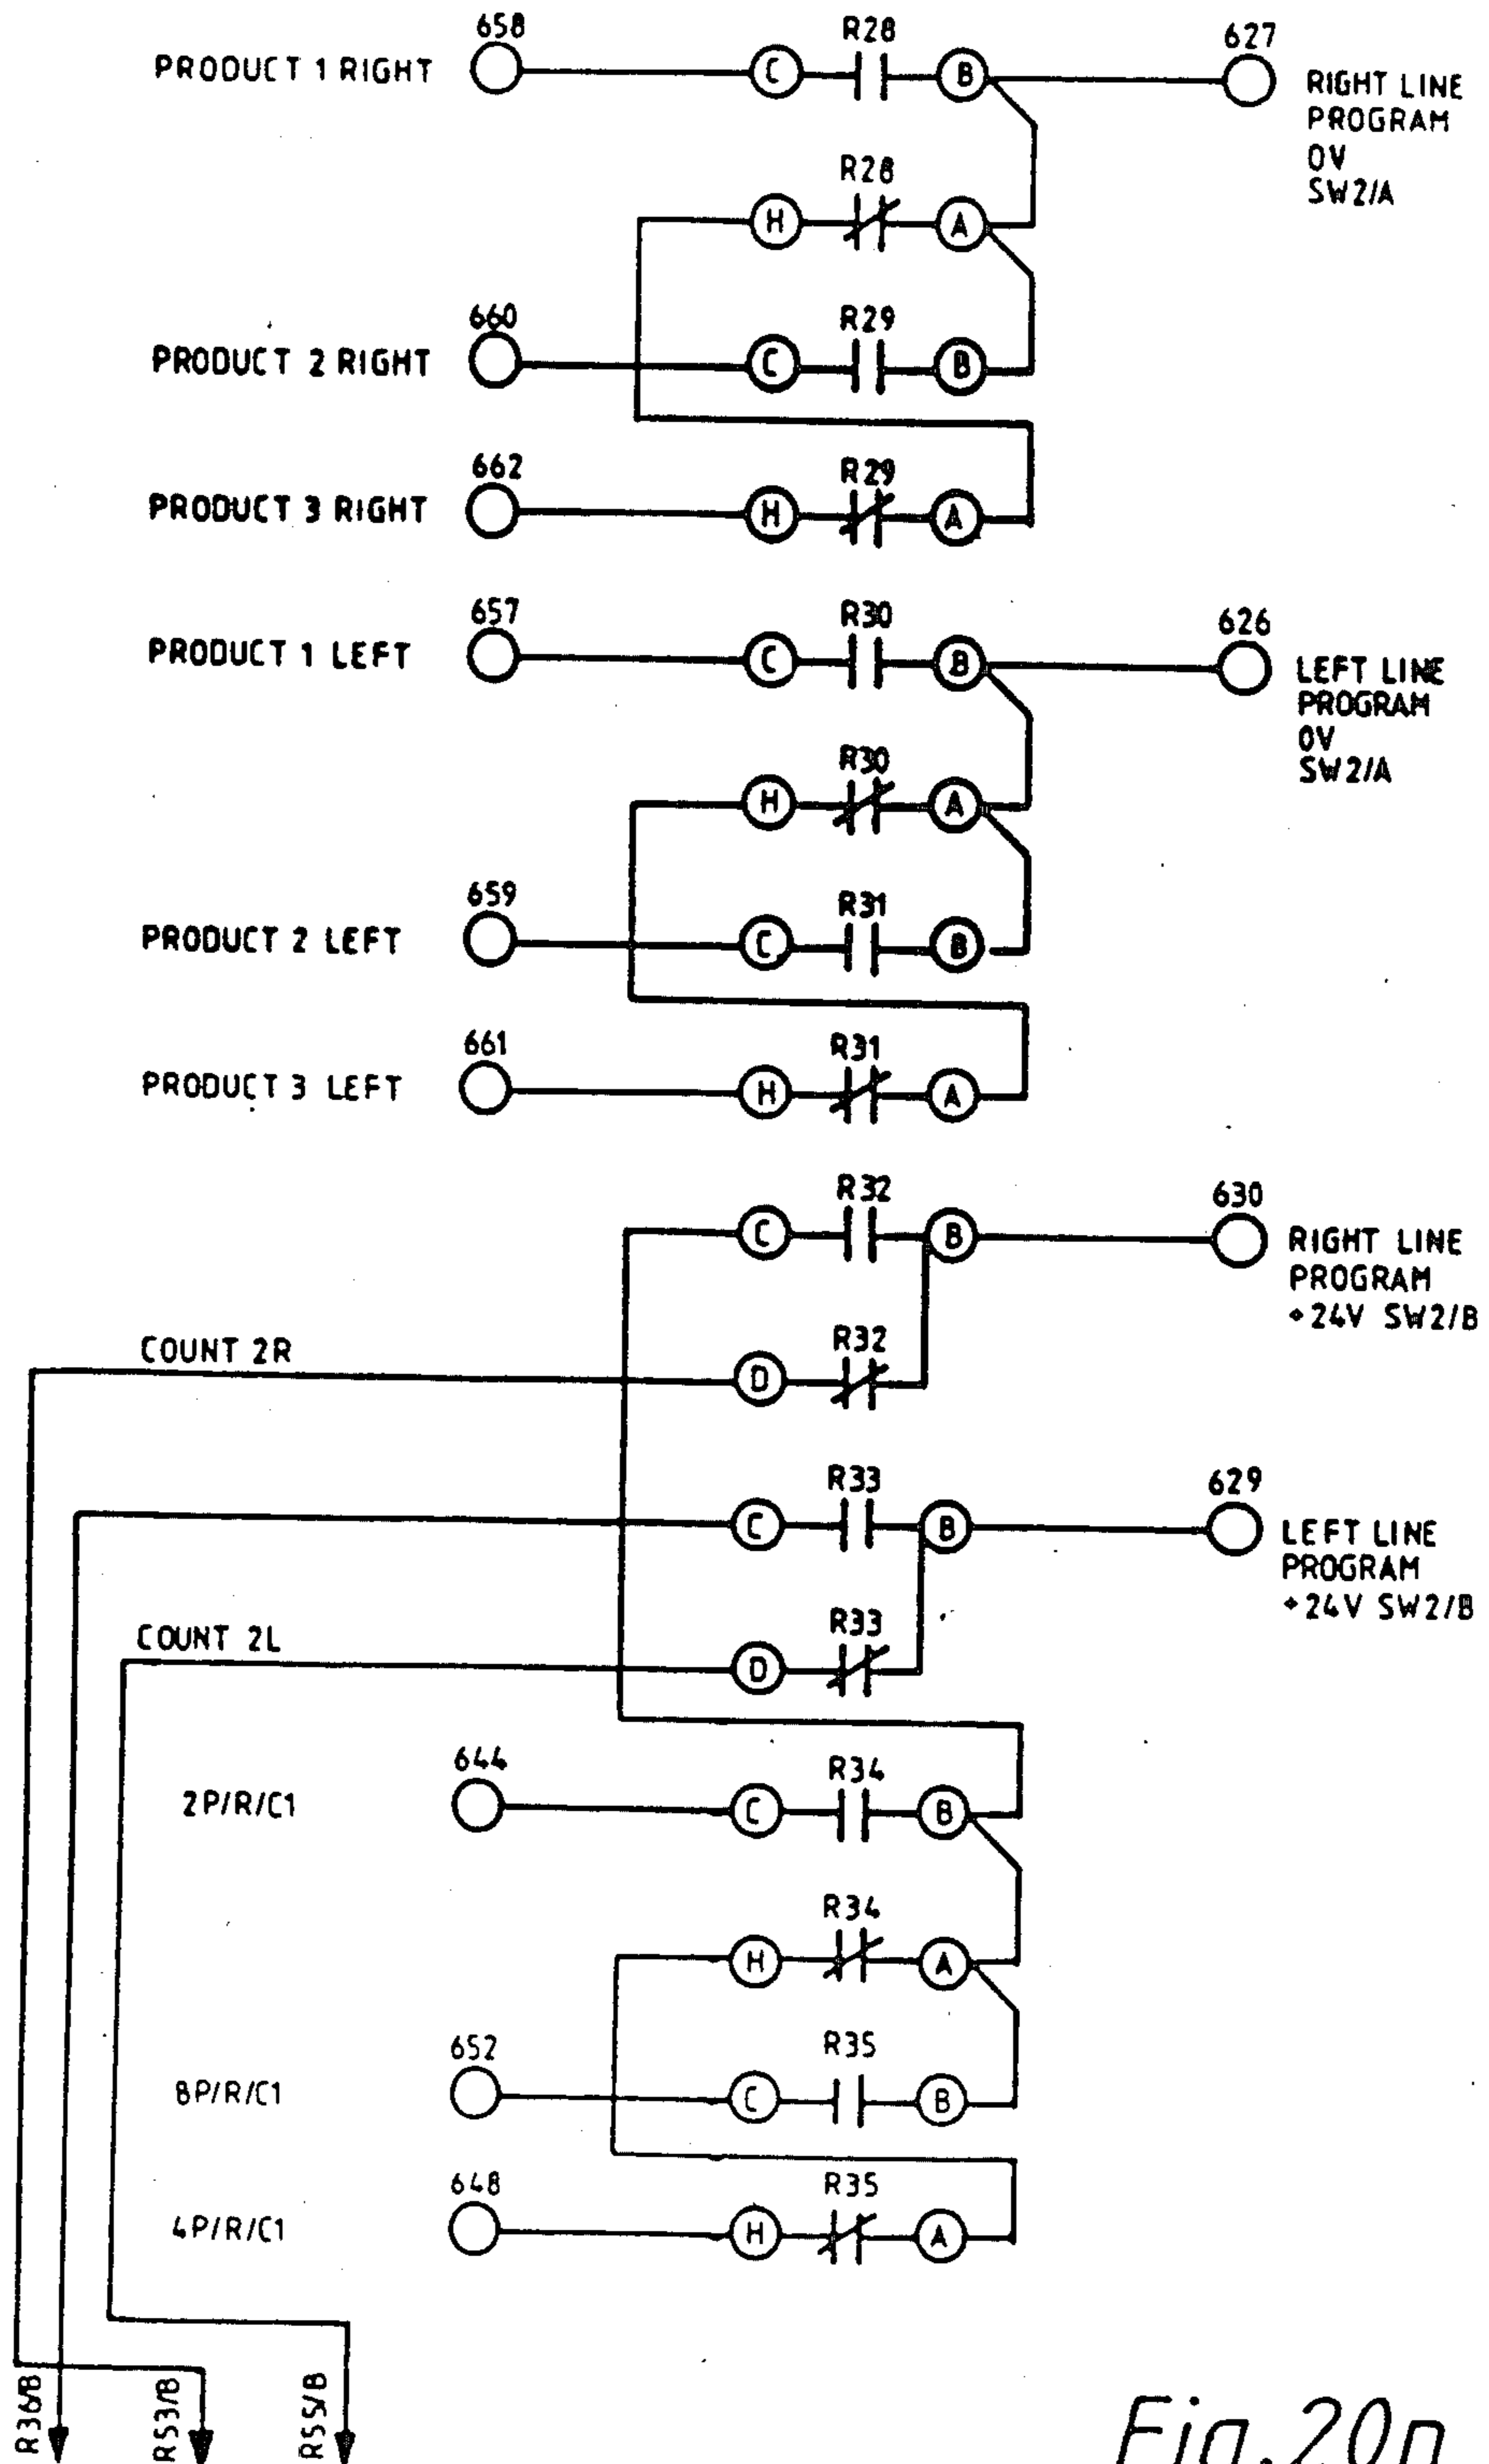 658 R28 627
PRODUCT 1 RIGHT C B RIGHT LINE
PROGRAM
0V
SW2/A
R28
H A
660 R29
PRODUCT 2 RIGHT C B
662 R29
PRODUCT 3 RIGHT H A
657 R30 626
PRODUCT 1 LEFT C B LEFT LINE
PROGRAM
0V
SW2/A
R30
H A
659 R31
PRODUCT 2 LEFT C B
661 R31
PRODUCT 3 LEFT H A
R32 630
C B RIGHT LINE
PROGRAM
+24V SW2/B
COUNT 2R R32
D
R33 629
C B LEFT LINE
PROGRAM
+24V SW2/B
COUNT 2L R33
D
644 R34
2P/R/C1 C B
R34
H A
652 R35
8P/R/C1 C B
648 R35
4P/R/C1 H A
R36/B R53/B R55/B
Fig.20n